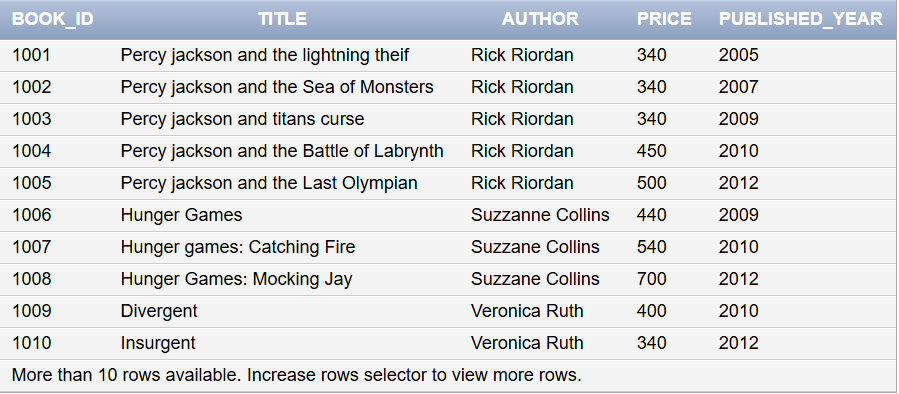 BOOK_ID TITLE AUTHOR PRICE PUBLISHED_YEAR
1001 Percy jackson and the lightning theif Rick Riordan 340 2005
1002 Percy jackson and the Sea of Monsters Rick Riordan 340 2007
1003 Percy jackson and titans curse Rick Riordan 340 2009
1004 Percy jackson and the Battle of Labrynth Rick Riordan 450 2010
1005 Percy jackson and the Last Olympian Rick Riordan 500 2012
1006 Hunger Games Suzzanne Collins 440 2009
1007 Hunger games: Catching Fire Suzzane Collins 540 2010
1008 Hunger Games: Mocking Jay Suzzane Collins 700 2012
1009 Divergent Veronica Ruth 400 2010
1010 Insurgent Veronica Ruth 340 2012
More than 10 rows available. Increase rows selector to view more rows.